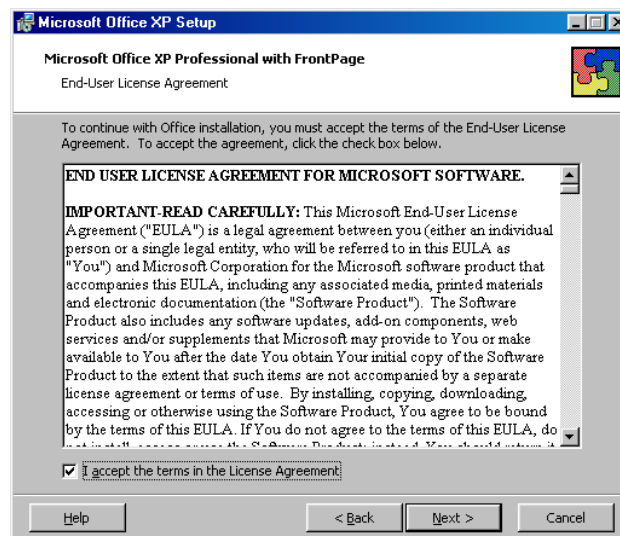 Microsoft Office XP Setup
Microsoft Office XP Professional with FrontPage
End-User License Agreement
To continue with Office installation, you must accept the terms of the End-User License
Agreement. To accept the agreement, click the check box below.
END USER LICENSE AGREEMENT FOR MICROSOFT SOFTWARE.
IMPORTANT-READ CAREFULLY: This Microsoft End-User License
Agreement ("EULA") is a legal agreement between you (either an individual
person or a single legal entity, who will be referred to in this EULA as
"You") and Microsoft Corporation for the Microsoft software product that
accompanies this EULA, including any associated media, printed materials
and electronic documentation (the "Software Product"). The Software
Product also includes any software updates, add-on components, web
services and/or supplements that Microsoft may provide to You or make
available to You after the date You obtain Your initial copy of the Software
Product to the extent that such items are not accompanied by a separate
license agreement or terms of use. By installing, copying, downloading,
accessing or otherwise using the Software Product, You agree to be bound
by the terms of this EULA. If You do not agree to the terms of this EULA, do
I accept the terms in the License Agreement
Help
< Back
Next >
Cancel